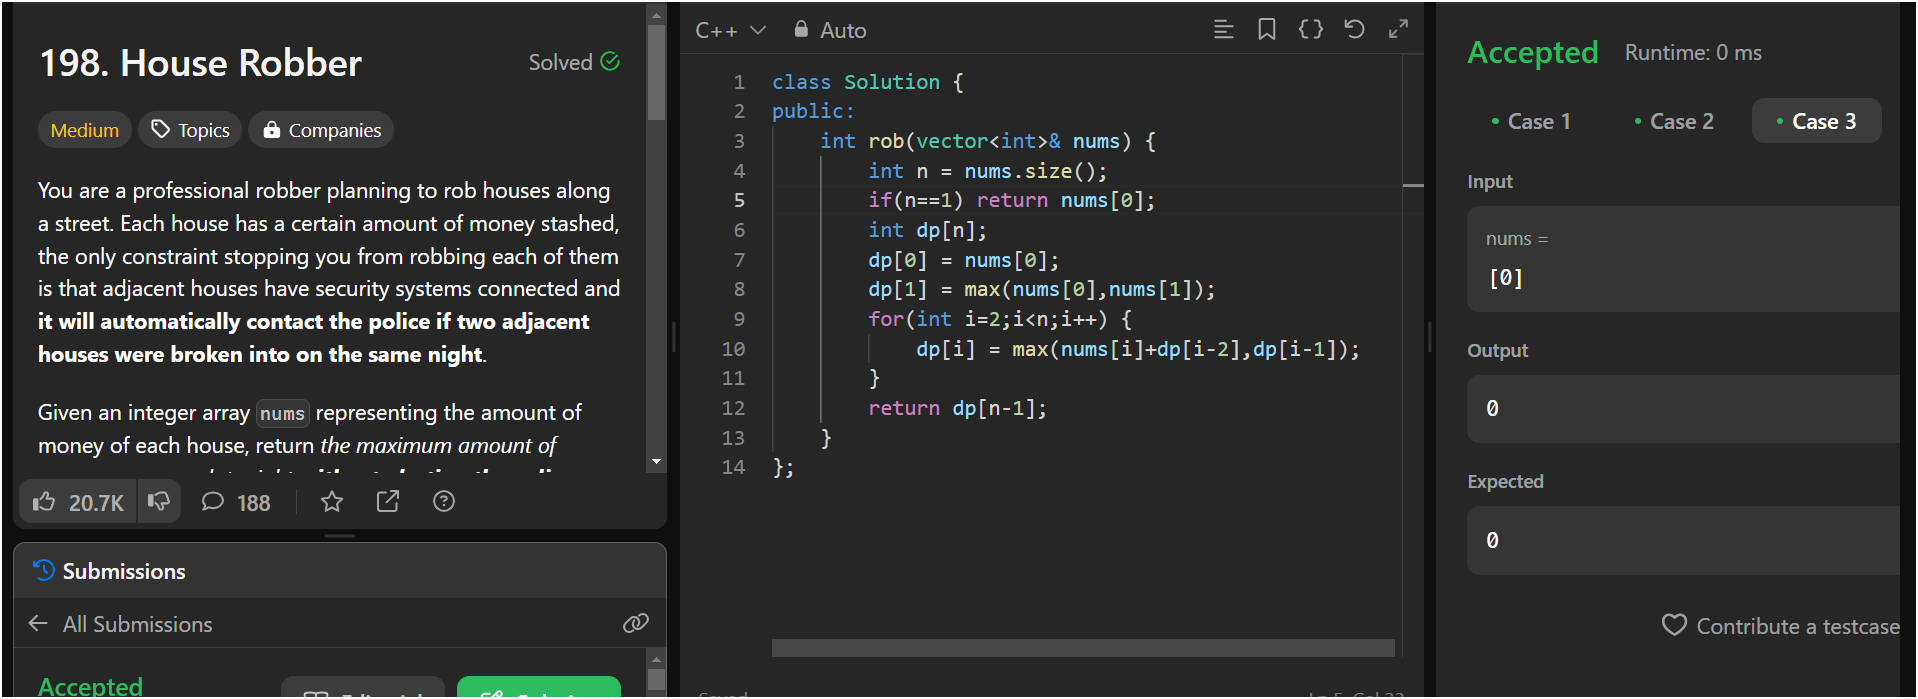 198. House Robber
Solved
Medium
Topics
Companies
You are a professional robber planning to rob houses along
a street. Each house has a certain amount of money stashed,
the only constraint stopping you from robbing each of them
is that adjacent houses have security systems connected and
it will automatically contact the police if two adjacent
houses were broken into on the same night.
Given an integer array nums representing the amount of
money of each house, return the maximum amount of
20.7K
188
Submissions
All Submissions
Accepted
C++
Auto
1 class Solution {
2 public:
3     int rob(vector<int>& nums) {
4         int n = nums.size();
5         if(n==1) return nums[0];
6         int dp[n];
7         dp[0] = nums[0];
8         dp[1] = max(nums[0],nums[1]);
9         for(int i=2;i<n;i++) {
10             dp[i] = max(nums[i]+dp[i-2],dp[i-1]);
11         }
12         return dp[n-1];
13     }
14 };
Accepted
Runtime: 0 ms
• Case 1
• Case 2
• Case 3
Input
nums =
[0]
Output
0
Expected
0
Contribute a testcase